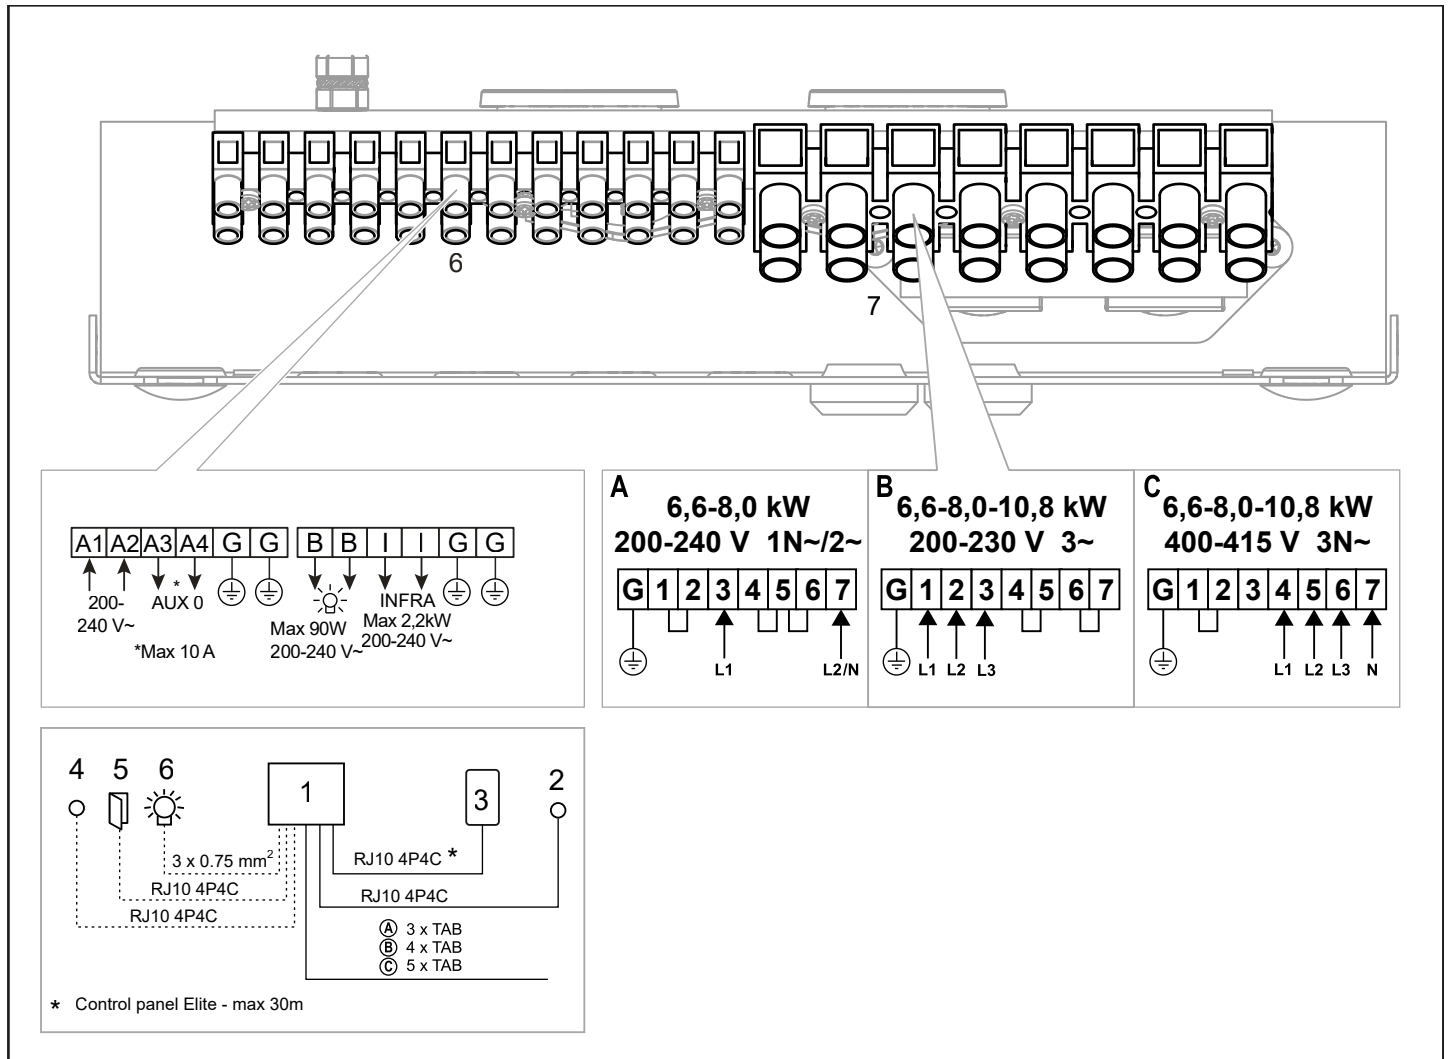 6
7
A1 A2 A3 A4 G G B B I I G G
200-
240 V~
*
AUX 0
*Max 10 A
Max 90W
200-240 V~
INFRA
Max 2,2kW
200-240 V~
A
6,6-8,0 kW
200-240 V 1N~/2~
G 1 2 3 4 5 6 7
L1 L2/N
B
6,6-8,0-10,8 kW
200-230 V 3~
G 1 2 3 4 5 6 7
L1 L2 L3
C
6,6-8,0-10,8 kW
400-415 V 3N~
G 1 2 3 4 5 6 7
L1 L2 L3 N
4 5 6 1 3 2
3 x 0.75 mm²
RJ10 4P4C *
RJ10 4P4C
RJ10 4P4C
RJ10 4P4C
Ⓐ 3 x TAB
Ⓑ 4 x TAB
Ⓒ 5 x TAB
* Control panel Elite - max 30m